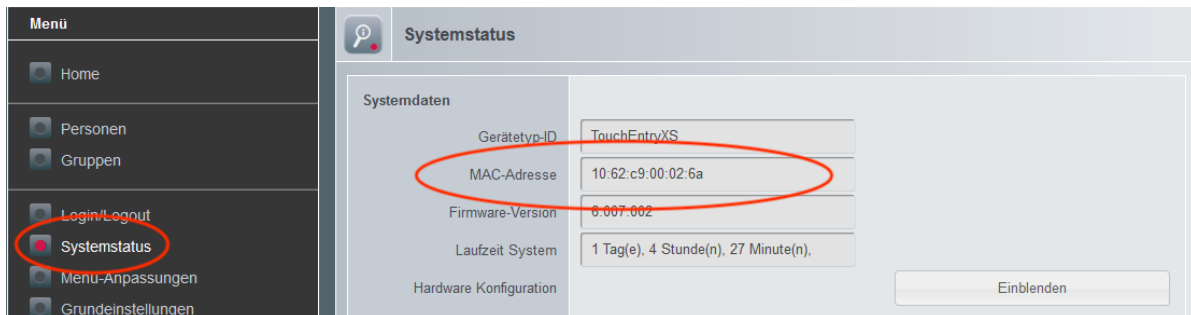 Menü
Home
Personen
Gruppen
Login/Logout
Systemstatus
Menü-Anpassungen
Grundeinstellungen
Systemstatus
Systemdaten
Gerätetyp-ID TouchEntryXS
MAC-Adresse 10:62:c9:00:02:6a
Firmware-Version 6.007.002
Laufzeit System 1 Tag(e), 4 Stunde(n), 27 Minute(n),
Hardware Konfiguration Einblenden